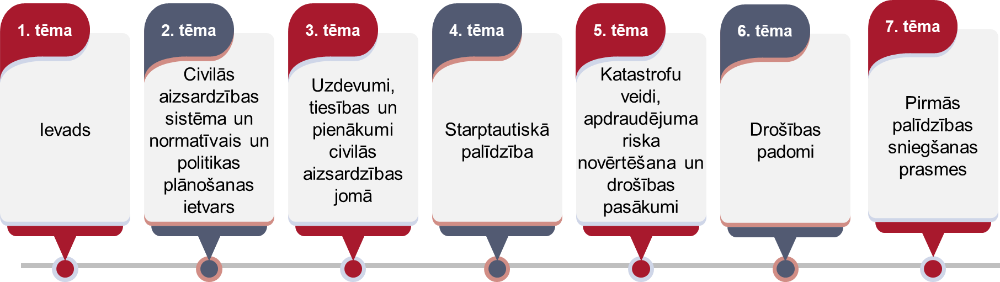 1. tēma
Ievads
2. tēma
Civilās
aizsardzības
sistēma un
normatīvais un
politikas
plānošanas
ietvars
3. tēma
Uzdevumi,
tiesības un
pienākumi
civilās
aizsardzības
jomā
4. tēma
Starptautiskā
palīdzība
5. tēma
Katastrofu
veidi,
apdraudējuma
riska
novērtēšana un
drošības
pasākumi
6. tēma
Drošības
padomi
7. tēma
Pirmās
palīdzības
sniegšanas
prasmes